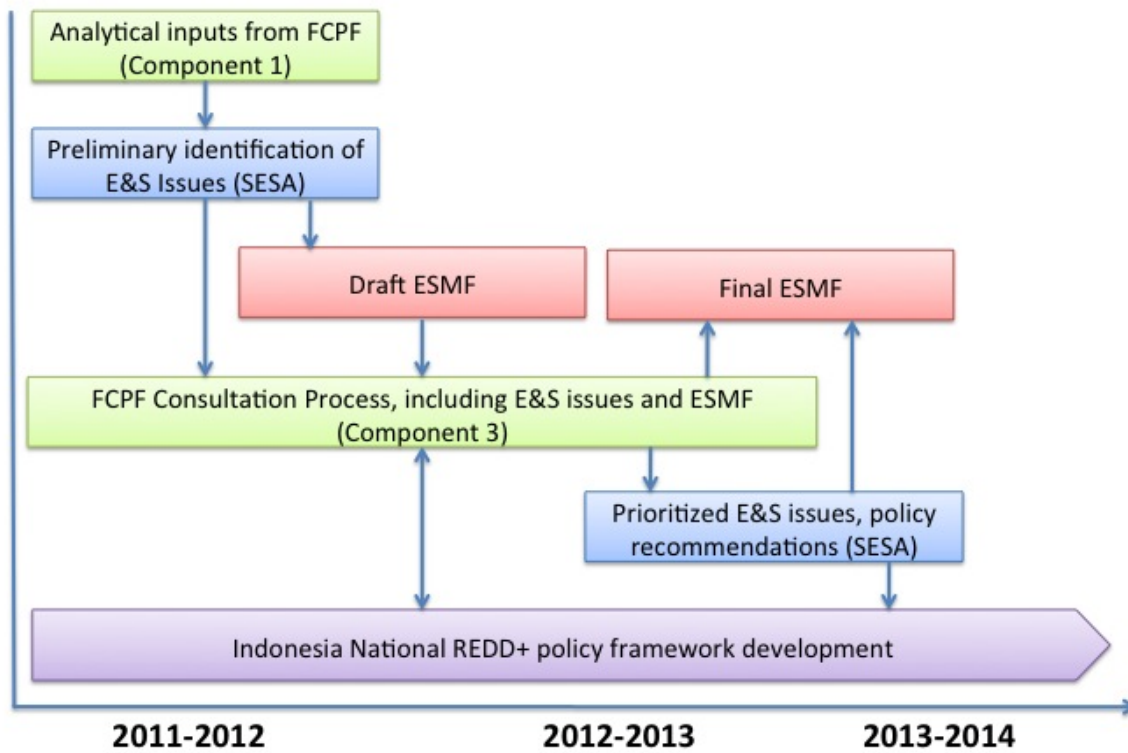 Analytical inputs from FCPF
(Component 1)
Preliminary identification of
E&S Issues (SESA)
Draft ESMF
Final ESMF
FCPF Consultation Process, including E&S issues and ESMF
(Component 3)
Prioritized E&S issues, policy
recommendations (SESA)
Indonesia National REDD+ policy framework development
2011-2012
2012-2013
2013-2014